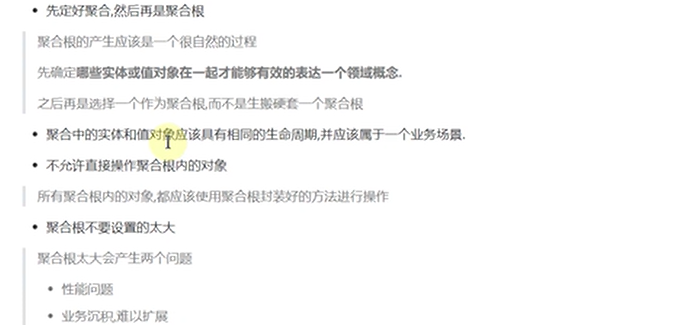 先定好聚合,然后再是聚合根
聚合根的产生应该是一个很自然的过程
先确定哪些实体或值对象在一起才能够有效的表达一个领域概念.
之后再是选择一个作为聚合根,而不是生搬硬套一个聚合根
聚合中的实体和值对象应该具有相同的生命周期,并应该属于一个业务场景.
不允许直接操作聚合根内的对象
所有聚合根内的对象,都应该使用聚合根封装好的方法进行操作
聚合根不要设置的太大
聚合根太大会产生两个问题
性能问题
业务沉积,难以扩展